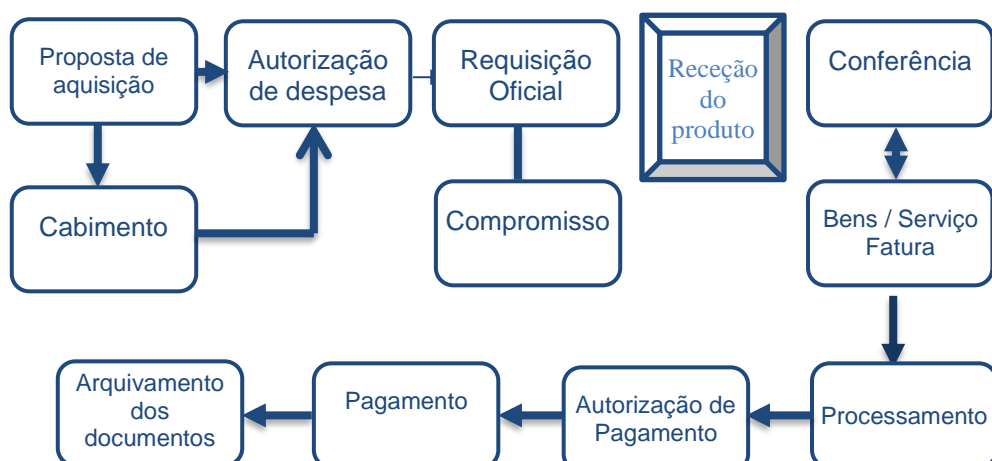 Proposta de
aquisição
Autorização
de despesa
Requisição
Oficial
Receção
do
produto
Conferência
Cabimento
Compromisso
Bens / Serviço
Fatura
Arquivamento
dos
documentos
Pagamento
Autorização de
Pagamento
Processamento